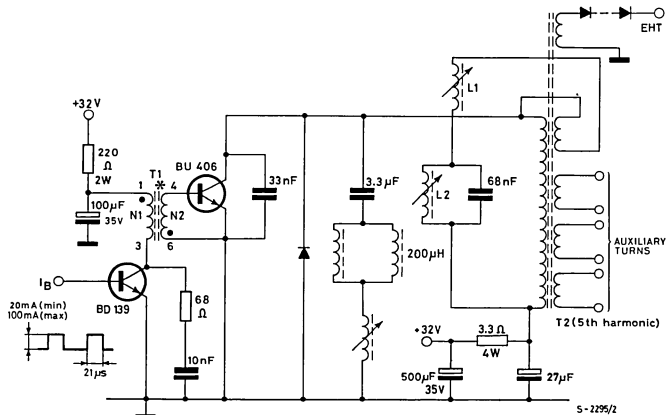 EHT
L1
+32V
220
Ω
2W
T1
*
BU 406
1
4
100µF
35V
N1
N2
3
6
33nF
3.3µF
L2
68nF
200µH
AUXILIARY
TURNS
T2(5th harmonic)
IB
20mA(min)
100mA(max)
21µs
BD 139
68
Ω
10nF
+32V
3.3Ω
4W
500µF
35V
27µF
S-2295/2